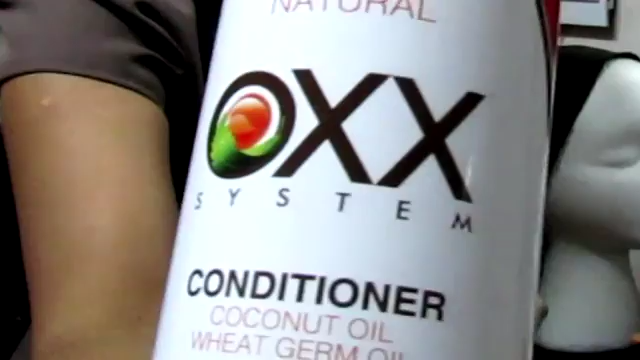 NATURAL
OXX
SYSTEM
CONDITIONER
COCONUT OIL
WHEAT GERM OIL